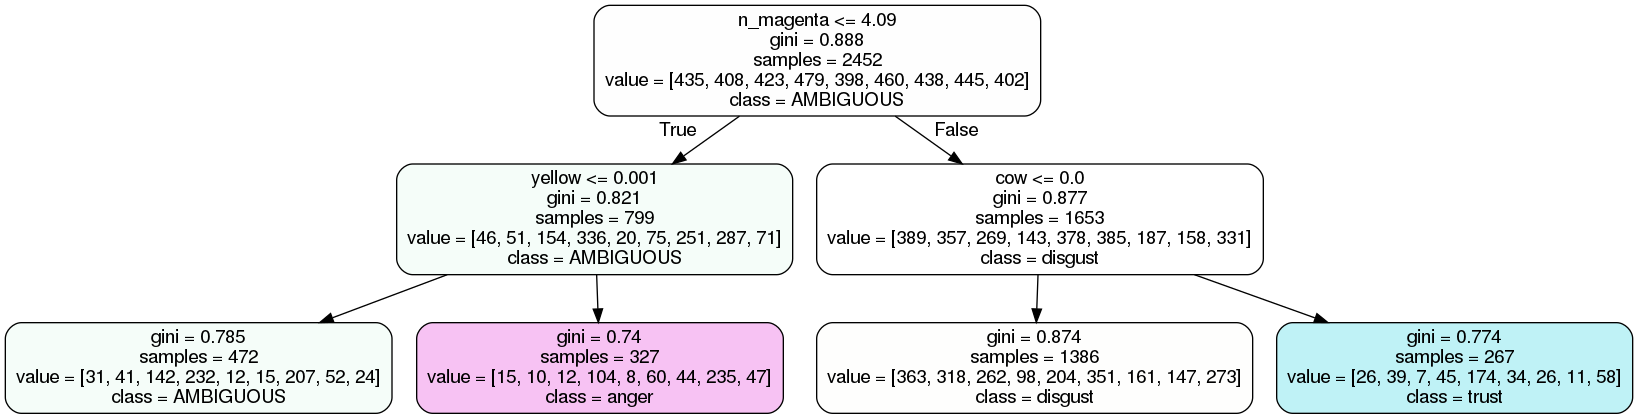 n_magenta <= 4.09
gini = 0.888
samples = 2452
value = [435, 408, 423, 479, 398, 460, 438, 445, 402]
class = AMBIGUOUS
True
False
yellow <= 0.001
gini = 0.821
samples = 799
value = [46, 51, 154, 336, 20, 75, 251, 287, 71]
class = AMBIGUOUS
cow <= 0.0
gini = 0.877
samples = 1653
value = [389, 357, 269, 143, 378, 385, 187, 158, 331]
class = disgust
gini = 0.785
samples = 472
value = [31, 41, 142, 232, 12, 15, 207, 52, 24]
class = AMBIGUOUS
gini = 0.74
samples = 327
value = [15, 10, 12, 104, 8, 60, 44, 235, 47]
class = anger
gini = 0.874
samples = 1386
value = [363, 318, 262, 98, 204, 351, 161, 147, 273]
class = disgust
gini = 0.774
samples = 267
value = [26, 39, 7, 45, 174, 34, 26, 11, 58]
class = trust